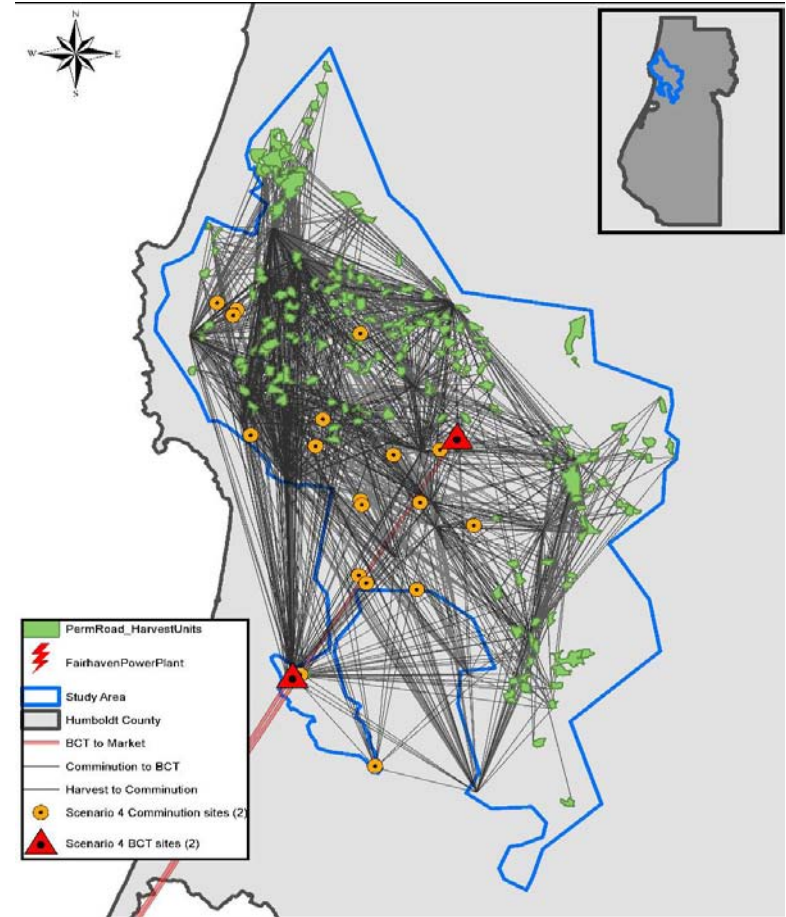 N
W
E
S
PermRoad_HarvestUnits
FairhavenPowerPlant
Study Area
Humboldt County
BCT to Market
Comminution to BCT
Harvest to Comminution
Scenario 4 Comminution sites (2)
Scenario 4 BCT sites (2)